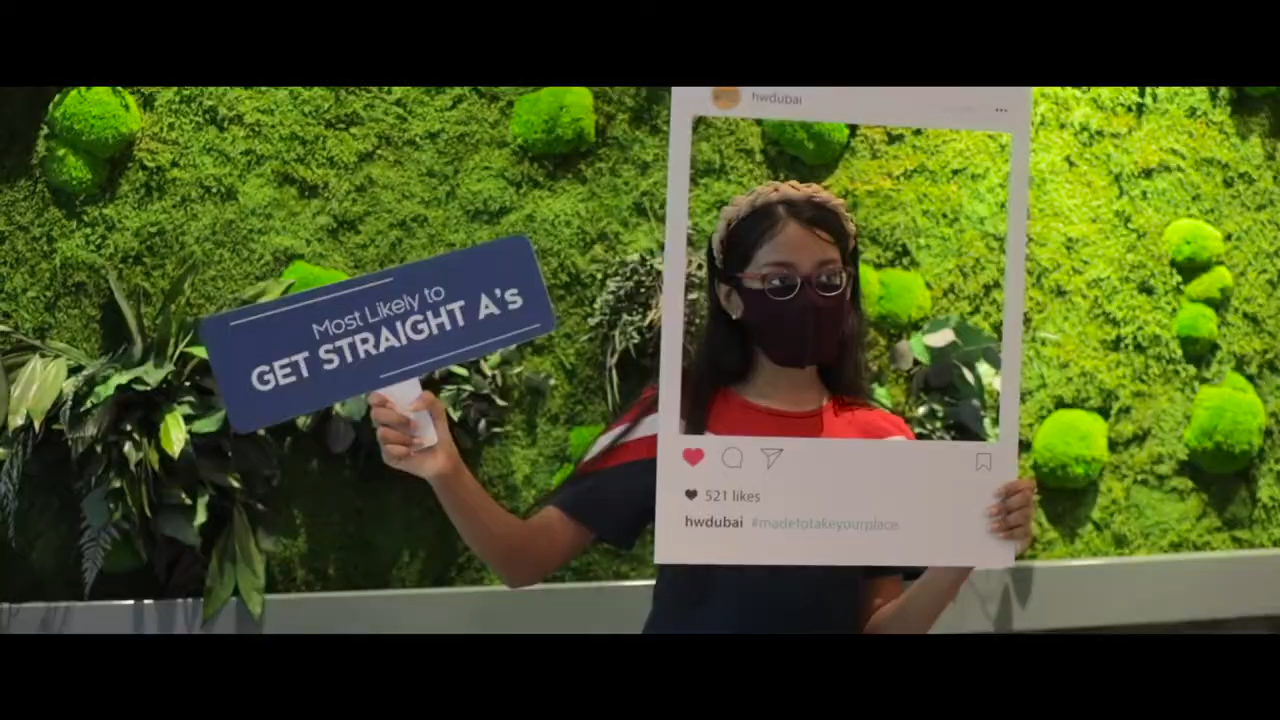 Most Likely to
GET STRAIGHT A'S
hwdubai
521 likes
hwdubai #madetotakeyourplace